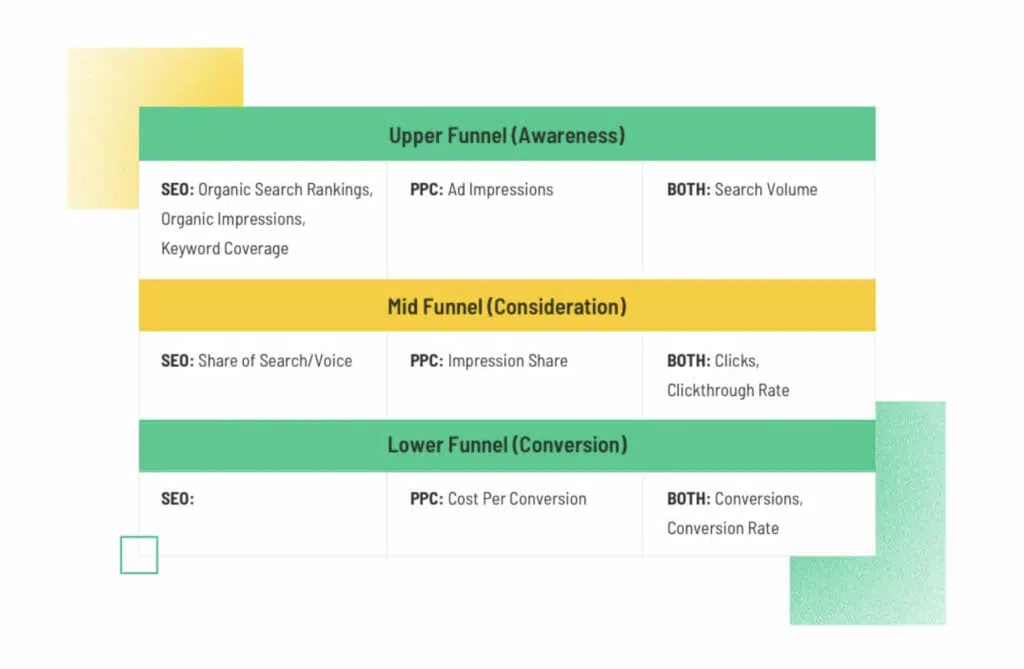 Upper Funnel (Awareness)
SEO: Organic Search Rankings,
Organic Impressions,
Keyword Coverage
PPC: Ad Impressions
BOTH: Search Volume
Mid Funnel (Consideration)
SEO: Share of Search/Voice
PPC: Impression Share
BOTH: Clicks,
Clickthrough Rate
Lower Funnel (Conversion)
SEO:
PPC: Cost Per Conversion
BOTH: Conversions,
Conversion Rate